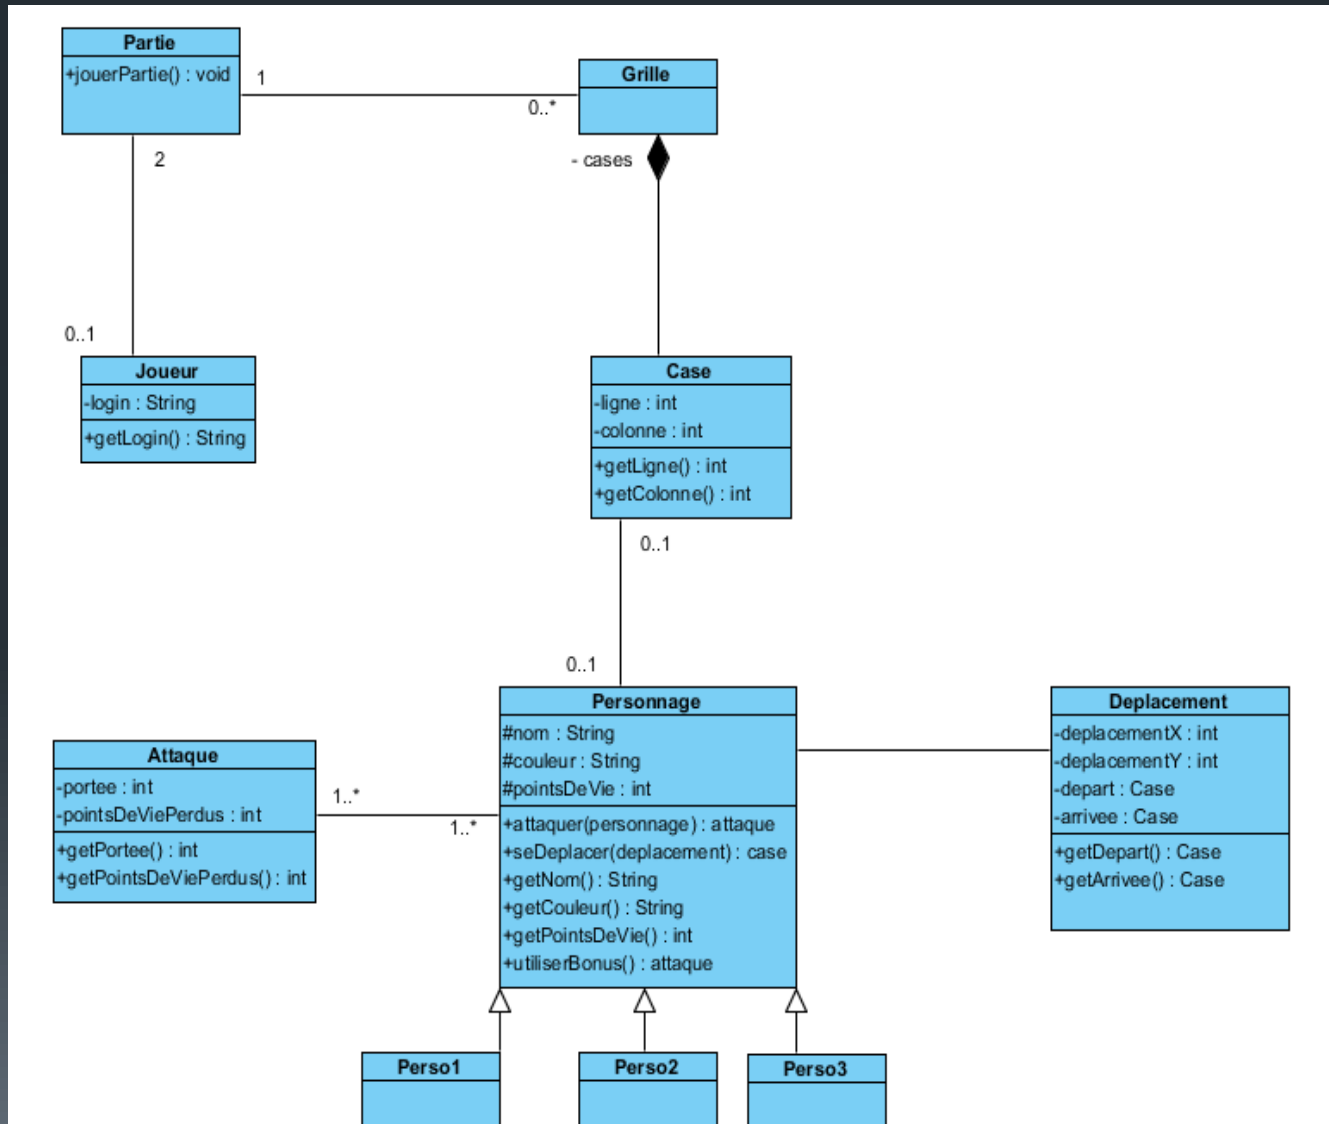 Partie
+jouerPartie() : void
1
0..*
Grille
2
- cases
0..1
Joueur
-login : String
+getLogin() : String
Case
-ligne : int
-colonne : int
+getLigne() : int
+getColonne() : int
0..1
0..1
Personnage
#nom : String
#couleur : String
#pointsDeVie : int
+attaquer(personnage) : attaque
+seDeplacer(deplacement) : case
+getNom() : String
+getCouleur() : String
+getPointsDeVie() : int
+utiliserBonus() : attaque
Deplacement
-deplacementX : int
-deplacementY : int
-depart : Case
-arrivee : Case
+getDepart() : Case
+getArrivee() : Case
Attaque
-portee : int
-pointsDeViePerdus : int
+getPortee() : int
+getPointsDeViePerdus() : int
1..*
1..*
Perso1
Perso2
Perso3